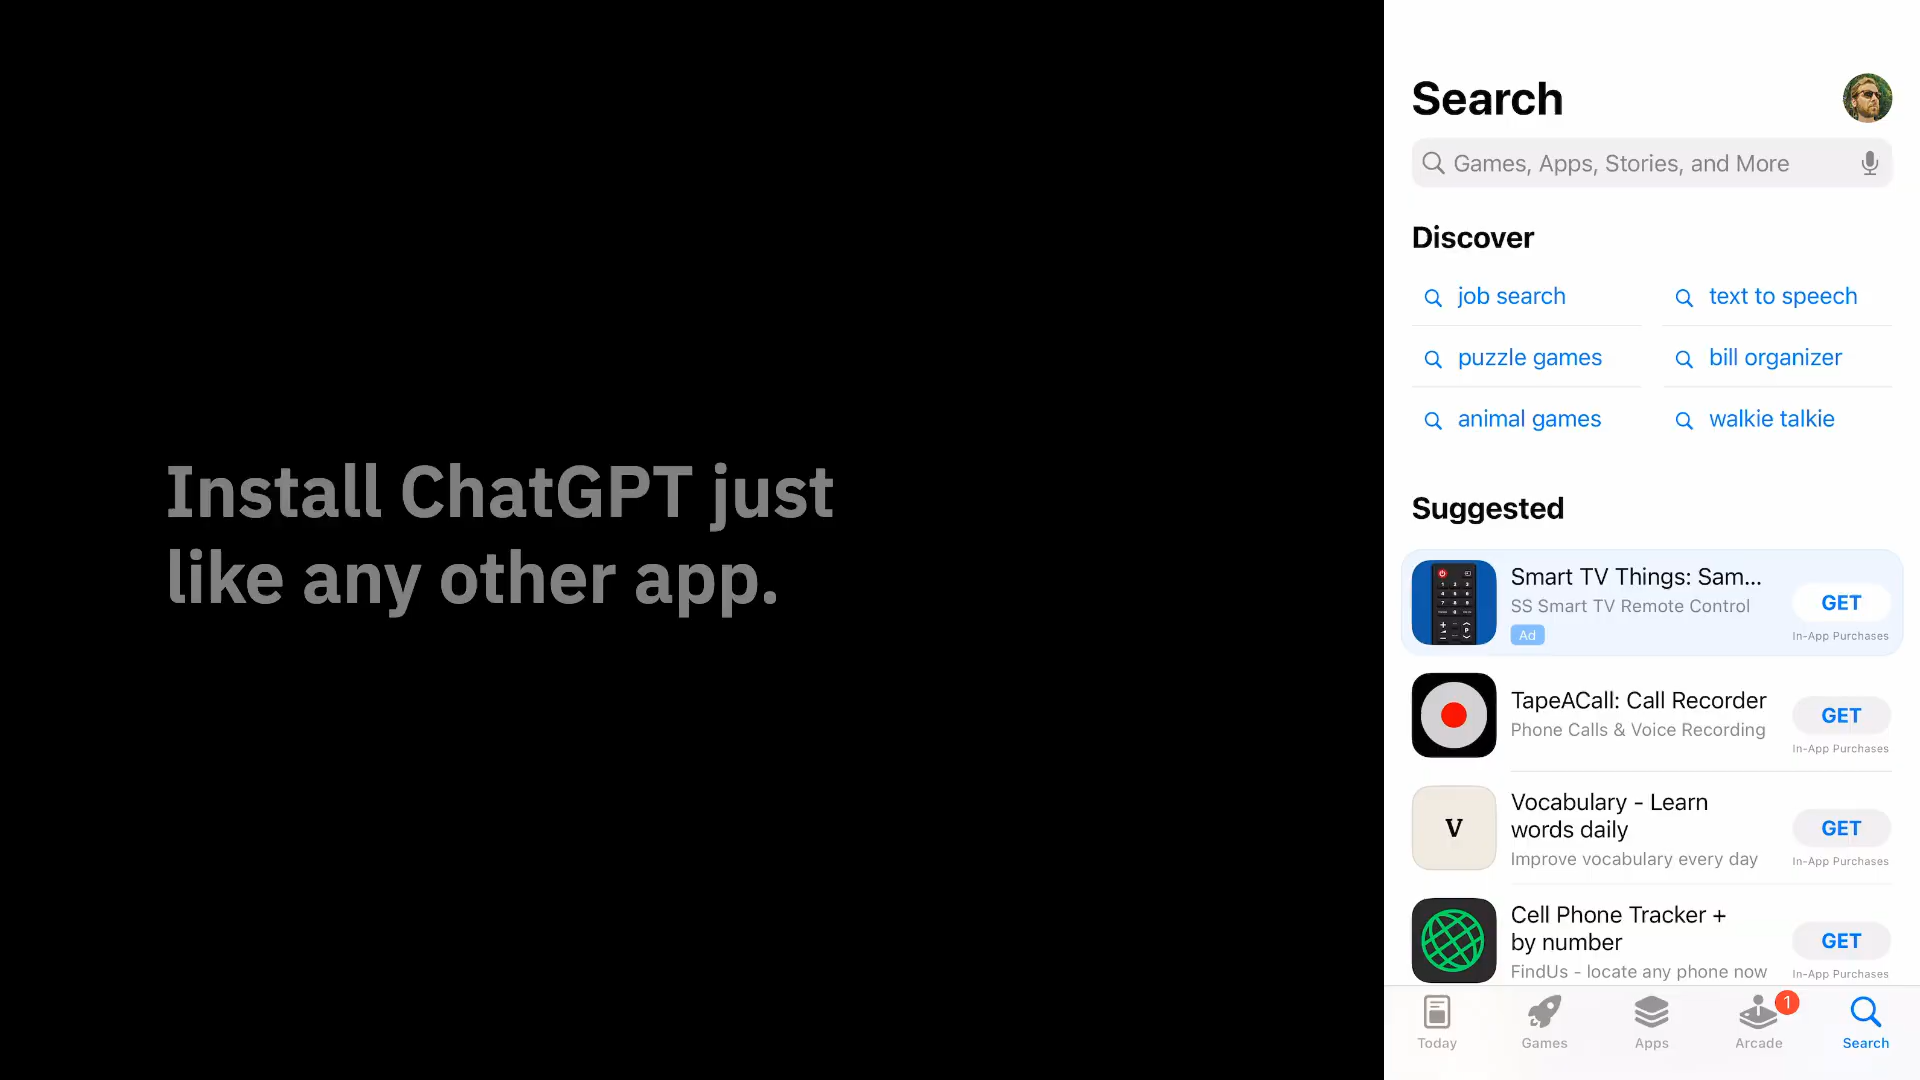 Install ChatGPT just
like any other app.
Search
Games, Apps, Stories, and More
Discover
job search
text to speech
puzzle games
bill organizer
animal games
walkie talkie
Suggested
Smart TV Things: Sam...
SS Smart TV Remote Control
Ad
GET
In-App Purchases
TapeACall: Call Recorder
Phone Calls & Voice Recording
GET
In-App Purchases
V
Vocabulary - Learn
words daily
Improve vocabulary every day
GET
In-App Purchases
Cell Phone Tracker +
by number
FindUs - locate any phone now
GET
In-App Purchases
1
Today
Games
Apps
Arcade
Search